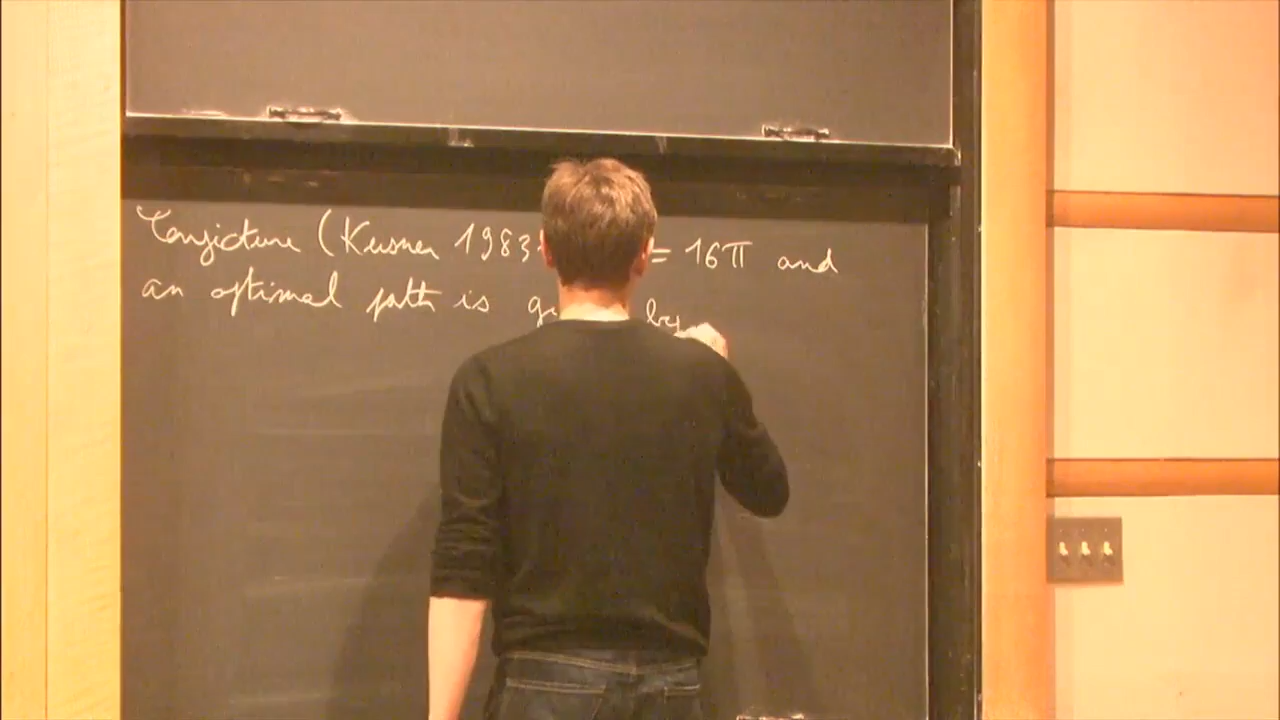 Conjecture (Kusner 1983 = 16π and
an optimal path is by